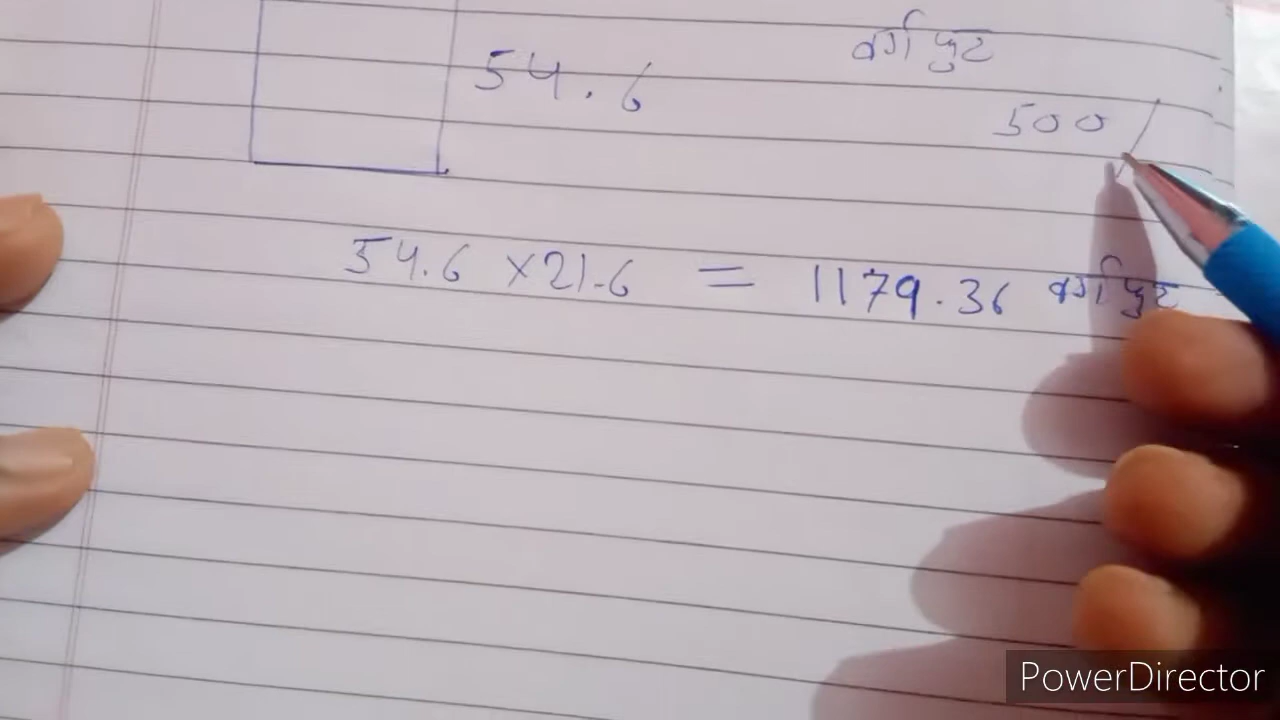 वर्ग फुट
54.6
500/
54.6 × 21.6 = 1179.36 वर्ग फुट
PowerDirector